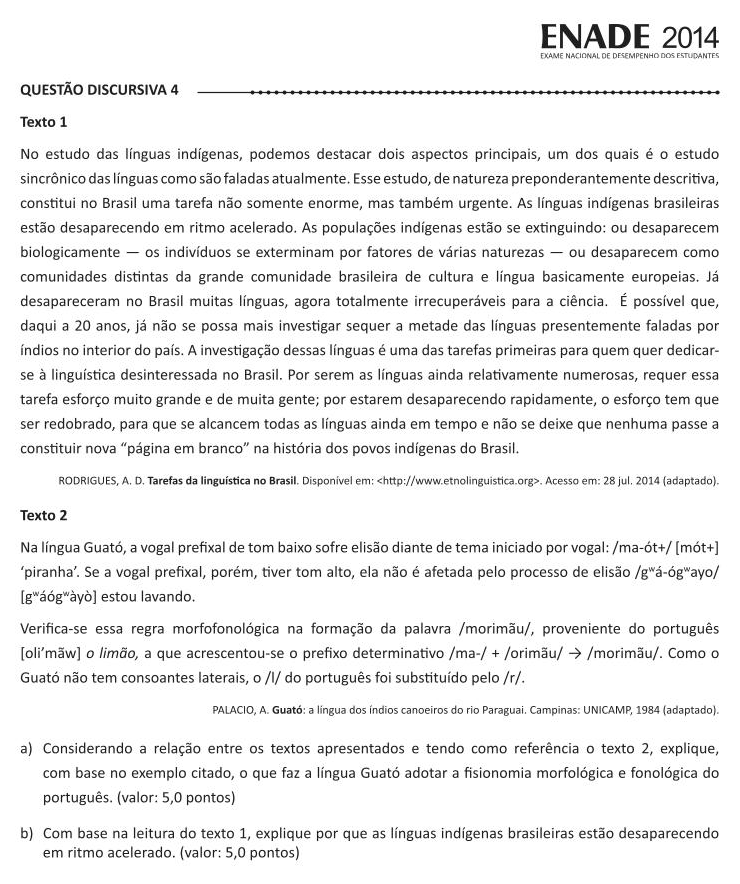 ENADE 2014
EXAME NACIONAL DE DESEMPENHO DOS ESTUDANTES
QUESTÃO DISCURSIVA 4
Texto 1
No estudo das línguas indígenas, podemos destacar dois aspectos principais, um dos quais é o estudo
sincrônico das línguas como são faladas atualmente. Esse estudo, de natureza preponderantemente descritiva,
constitui no Brasil uma tarefa não somente enorme, mas também urgente. As línguas indígenas brasileiras
estão desaparecendo em ritmo acelerado. As populações indígenas estão se extinguindo: ou desaparecem
biologicamente — os indivíduos se exterminam por fatores de várias naturezas — ou desaparecem como
comunidades distintas da grande comunidade brasileira de cultura e língua basicamente europeias. Já
desapareceram no Brasil muitas línguas, agora totalmente irrecuperáveis para a ciência. É possível que,
daqui a 20 anos, já não se possa mais investigar sequer a metade das línguas presentemente faladas por
índios no interior do país. A investigação dessas línguas é uma das tarefas primeiras para quem quer dedicar-
se à linguística desinteressada no Brasil. Por serem as línguas ainda relativamente numerosas, requer essa
tarefa esforço muito grande e de muita gente; por estarem desaparecendo rapidamente, o esforço tem que
ser redobrado, para que se alcancem todas as línguas ainda em tempo e não se deixe que nenhuma passe a
constituir nova “página em branco” na história dos povos indígenas do Brasil.
RODRIGUES, A. D. Tarefas da linguística no Brasil. Disponível em: <http://www.etnolinguistica.org>. Acesso em: 28 jul. 2014 (adaptado).
Texto 2
Na língua Guató, a vogal prefixal de tom baixo sofre elisão diante de tema iniciado por vogal: /ma-ót+/ [mót+]
‘piranha’. Se a vogal prefixal, porém, tiver tom alto, ela não é afetada pelo processo de elisão /gʷá-ógʷayo/
[gʷáógʷàyò] estou lavando.
Verifica-se essa regra morfofonológica na formação da palavra /morimãu/, proveniente do português
[oli’mãw] o limão, a que acrescentou-se o prefixo determinativo /ma-/ + /orimãu/ → /morimãu/. Como o
Guató não tem consoantes laterais, o /l/ do português foi substituído pelo /r/.
PALACIO, A. Guató: a língua dos índios canoeiros do rio Paraguai. Campinas: UNICAMP, 1984 (adaptado).
a) Considerando a relação entre os textos apresentados e tendo como referência o texto 2, explique,
com base no exemplo citado, o que faz a língua Guató adotar a fisionomia morfológica e fonológica do
português. (valor: 5,0 pontos)
b) Com base na leitura do texto 1, explique por que as línguas indígenas brasileiras estão desaparecendo
em ritmo acelerado. (valor: 5,0 pontos)